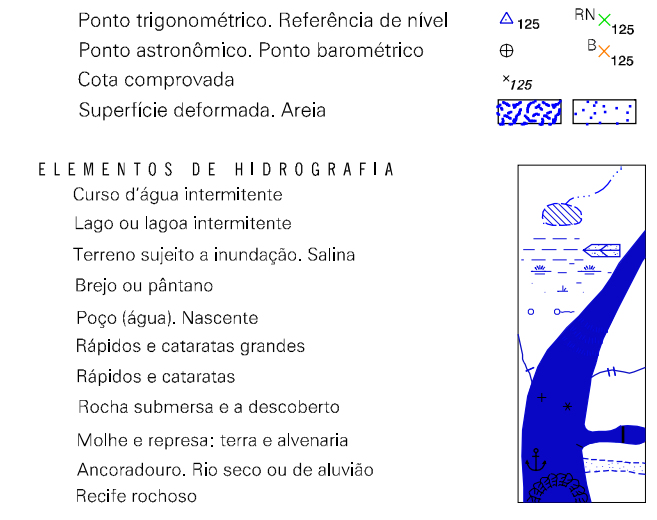 Ponto trigonométrico. Referência de nível 125 RN 125
Ponto astronômico. Ponto barométrico B 125
Cota comprovada 125
Superfície deformada. Areia
ELEMENTOS DE HIDROGRAFIA
Curso d'água intermitente
Lago ou lagoa intermitente
Terreno sujeito a inundação. Salina
Brejo ou pântano
Poço (água). Nascente
Rápidos e cataratas grandes
Rápidos e cataratas
Rocha submersa e a descoberto
Molhe e represa: terra e alvenaria
Ancoradouro. Rio seco ou de aluvião
Recife rochoso